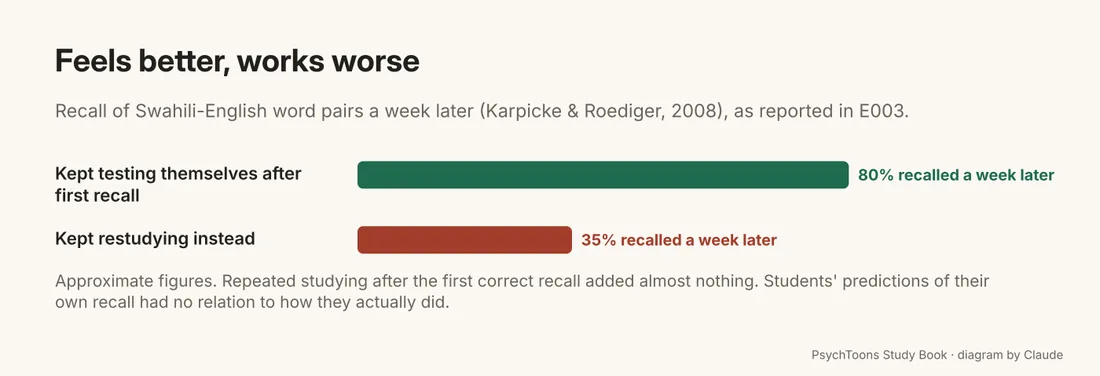 Feels better, works worse
Recall of Swahili-English word pairs a week later (Karpicke & Roediger, 2008), as reported in E003.
Kept testing themselves after
first recall
80% recalled a week later
Kept restudying instead
35% recalled a week later
Approximate figures. Repeated studying after the first correct recall added almost nothing. Students' predictions of their
own recall had no relation to how they actually did.
PsychToons Study Book · diagram by Claude